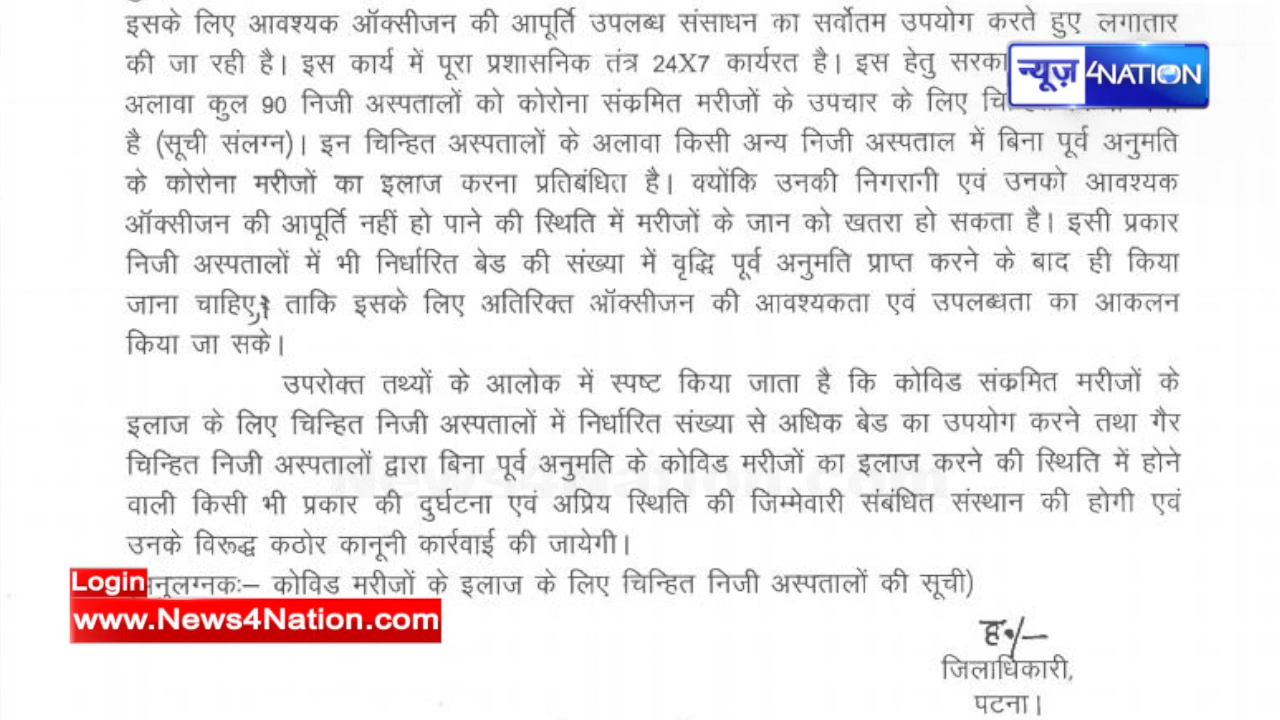 इसके लिए आवश्यक ऑक्सीजन की आपूर्ति उपलब्ध संसाधन का सर्वोतम उपयोग करते हुए लगातार
की जा रही है। इस कार्य में पूरा प्रशासनिक तंत्र 24X7 कार्यरत है। इस हेतु
न्यूज़ 4NATION
अलावा कुल 90 निजी अस्पतालों को कोरोना संक्रमित मरीजों के उपचार के लिए
है (सूची संलग्न)। इन चिन्हित अस्पतालों के अलावा किसी अन्य निजी अस्पताल में बिना पूर्व अनुमति
के कोरोना मरीजों का इलाज करना प्रतिबंधित है। क्योंकि उनकी निगरानी एवं उनको आवश्यक
ऑक्सीजन की आपूर्ति नहीं हो पाने की स्थिति में मरीजों के जान को खतरा हो सकता है। इसी प्रकार
निजी अस्पतालों में भी निर्धारित बेड की संख्या में वृद्धि पूर्व अनुमति प्राप्त करने के बाद ही किया
जाना चाहिए, ताकि इसके लिए अतिरिक्त ऑक्सीजन की आवश्यकता एवं उपलब्धता का आकलन
किया जा सके।
उपरोक्त तथ्यों के आलोक में स्पष्ट किया जाता है कि कोविड संक्रमित मरीजों के
इलाज के लिए चिन्हित निजी अस्पतालों में निर्धारित संख्या से अधिक बेड का उपयोग करने तथा गैर
चिन्हित निजी अस्पतालों द्वारा बिना पूर्व अनुमति के कोविड मरीजों का इलाज करने की स्थिति में होने
News4Nation.com
वाली किसी भी प्रकार की दुर्घटना एवं अप्रिय स्थिति की जिम्मेवारी संबंधित संस्थान की होगी एवं
उनके विरूद्ध कठोर कानूनी कार्रवाई की जायेगी।
Login
कोविड मरीजों के इलाज के लिए चिन्हित निजी अस्पतालों की सूची)
www.News4Nation.com
ह०/—
जिलाधिकारी,
पटना।